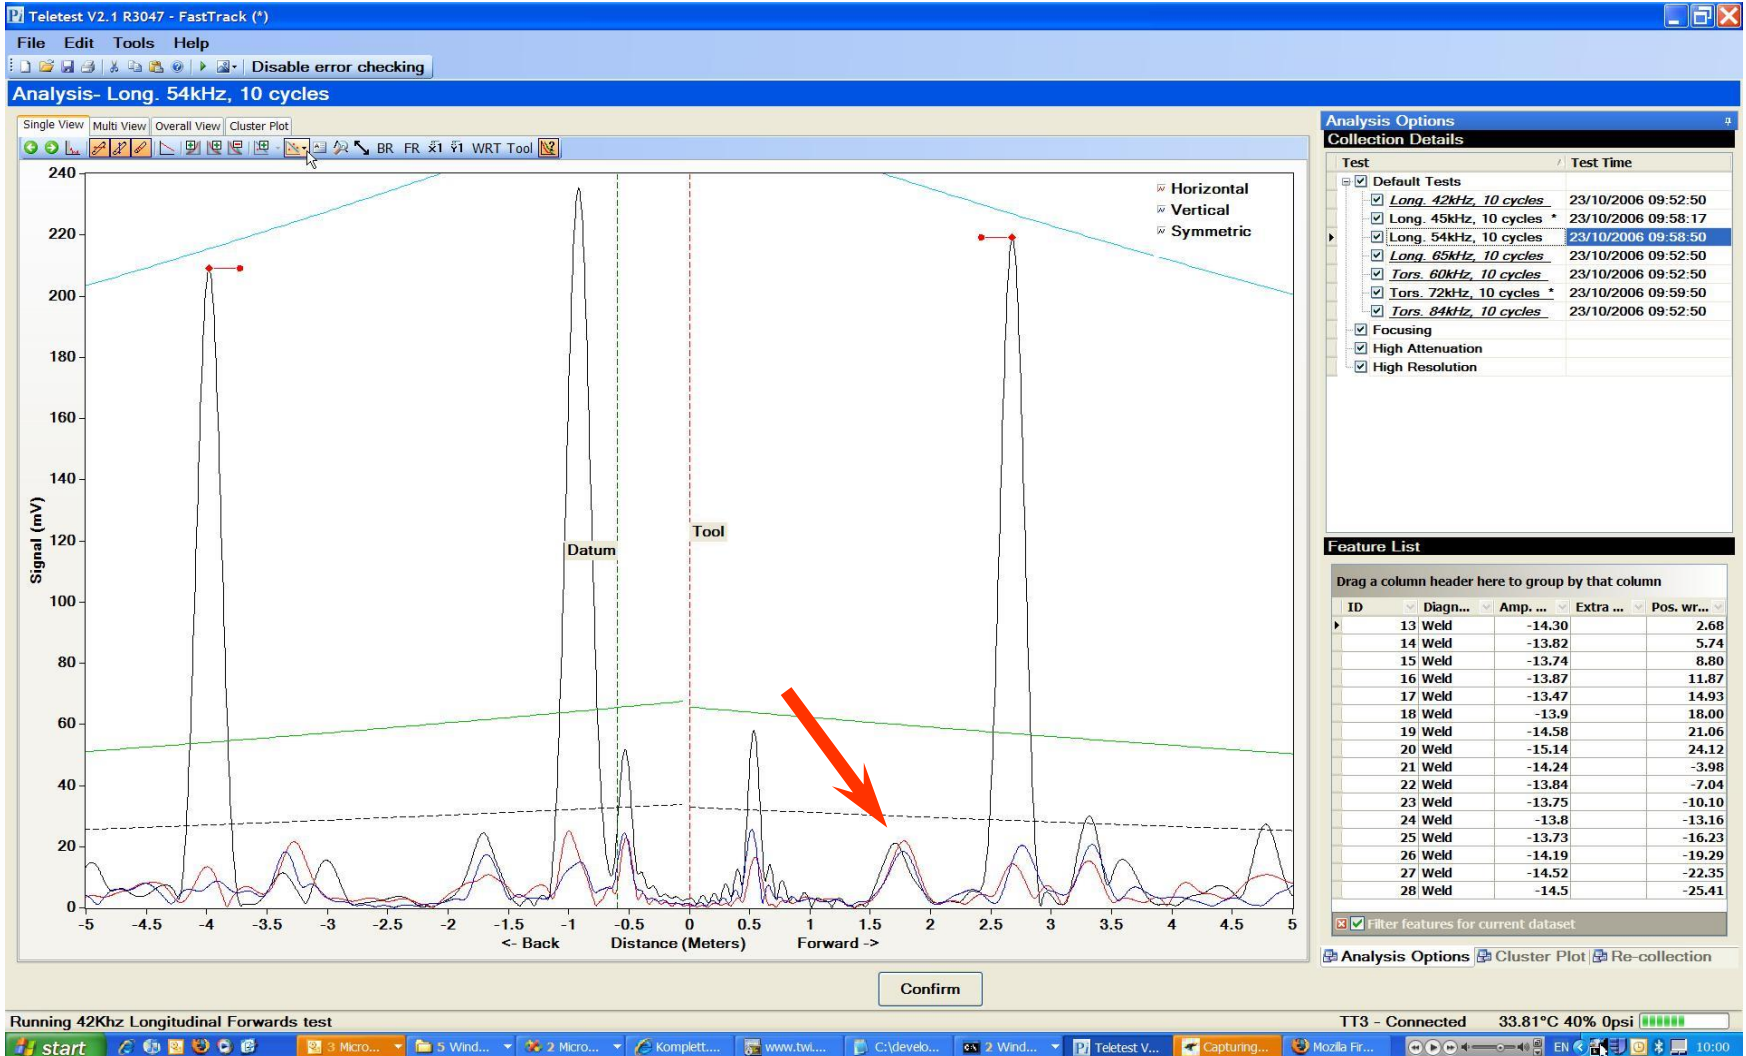 Teletest V2.1 R3047 - FastTrack (*)
File Edit Tools Help
Disable error checking
Analysis- Long. 54kHz, 10 cycles
Single View Multi View Overall View Cluster Plot
BR FR x1 Y1 WRT Tool
240
220
200
180
160
140
120
100
80
60
40
20
0
Signal (mV)
Horizontal
Vertical
Symmetric
Datum
Tool
-5 -4.5 -4 -3.5 -3 -2.5 -2 -1.5 -1 -0.5 0 0.5 1 1.5 2 2.5 3 3.5 4 4.5 5
<- Back Distance (Meters) Forward ->
Analysis Options
Collection Details
Test Test Time
Default Tests
Long. 42kHz, 10 cycles 23/10/2006 09:52:50
Long. 45kHz, 10 cycles * 23/10/2006 09:58:17
Long. 54kHz, 10 cycles 23/10/2006 09:58:50
Long. 65kHz, 10 cycles 23/10/2006 09:52:50
Tors. 60kHz, 10 cycles 23/10/2006 09:52:50
Tors. 72kHz, 10 cycles * 23/10/2006 09:59:50
Tors. 84kHz, 10 cycles 23/10/2006 09:52:50
Focusing
High Attenuation
High Resolution
Feature List
Drag a column header here to group by that column
ID Diagn... Amp. ... Extra ... Pos. wr...
13 Weld -14.30 2.68
14 Weld -13.82 5.74
15 Weld -13.74 8.80
16 Weld -13.87 11.87
17 Weld -13.47 14.93
18 Weld -13.9 18.00
19 Weld -14.58 21.06
20 Weld -15.14 24.12
21 Weld -14.24 -3.98
22 Weld -13.84 -7.04
23 Weld -13.75 -10.10
24 Weld -13.8 -13.16
25 Weld -13.73 -16.23
26 Weld -14.19 -19.29
27 Weld -14.52 -22.35
28 Weld -14.5 -25.41
Filter features for current dataset
Analysis Options Cluster Plot Re-collection
Confirm
Running 42Khz Longitudinal Forwards test
TT3 - Connected 33.81°C 40% 0psi
start 3 Micro... 5 Wind... 2 Micro... Komplett.... www.twi.... C:\develo... 2 Wind... Teletest V... Capturing... Mozilla Fir... EN 10:00